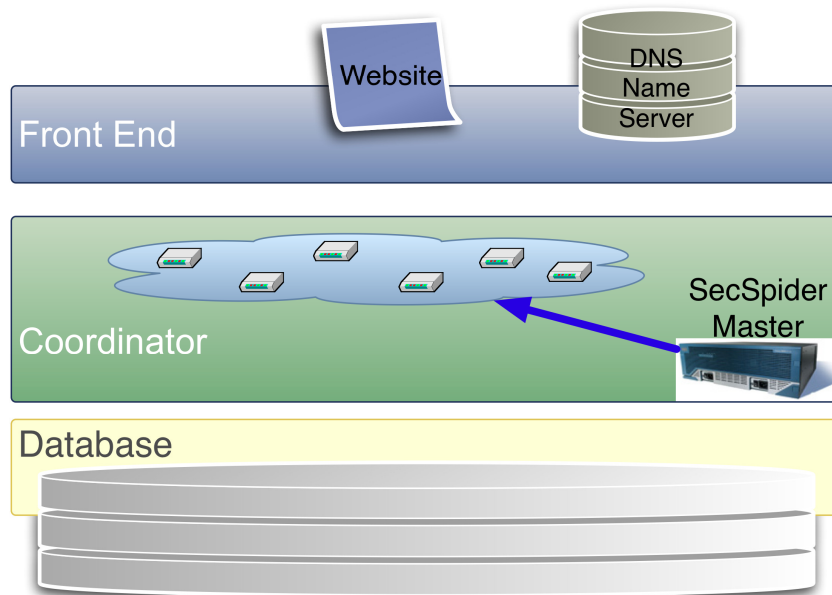 Website
DNS
Name
Server
Front End
SecSpider
Master
Coordinator
Database